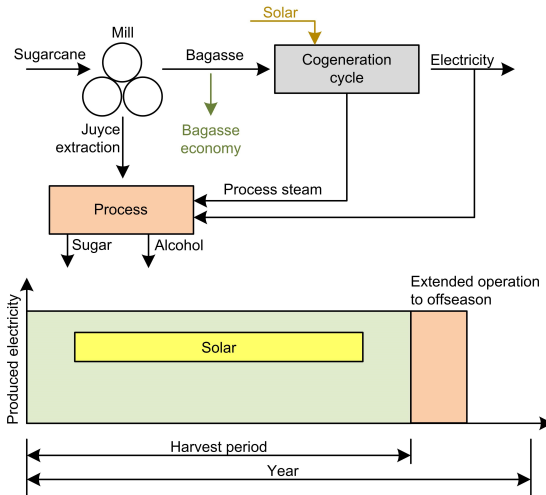 Solar
Mill
Sugarcane
Bagasse
Cogeneration
cycle
Electricity
Juyce
extraction
Bagasse
economy
Process steam
Process
Sugar
Alcohol
Extended operation
to offseason
Produced electricity
Solar
Harvest period
Year